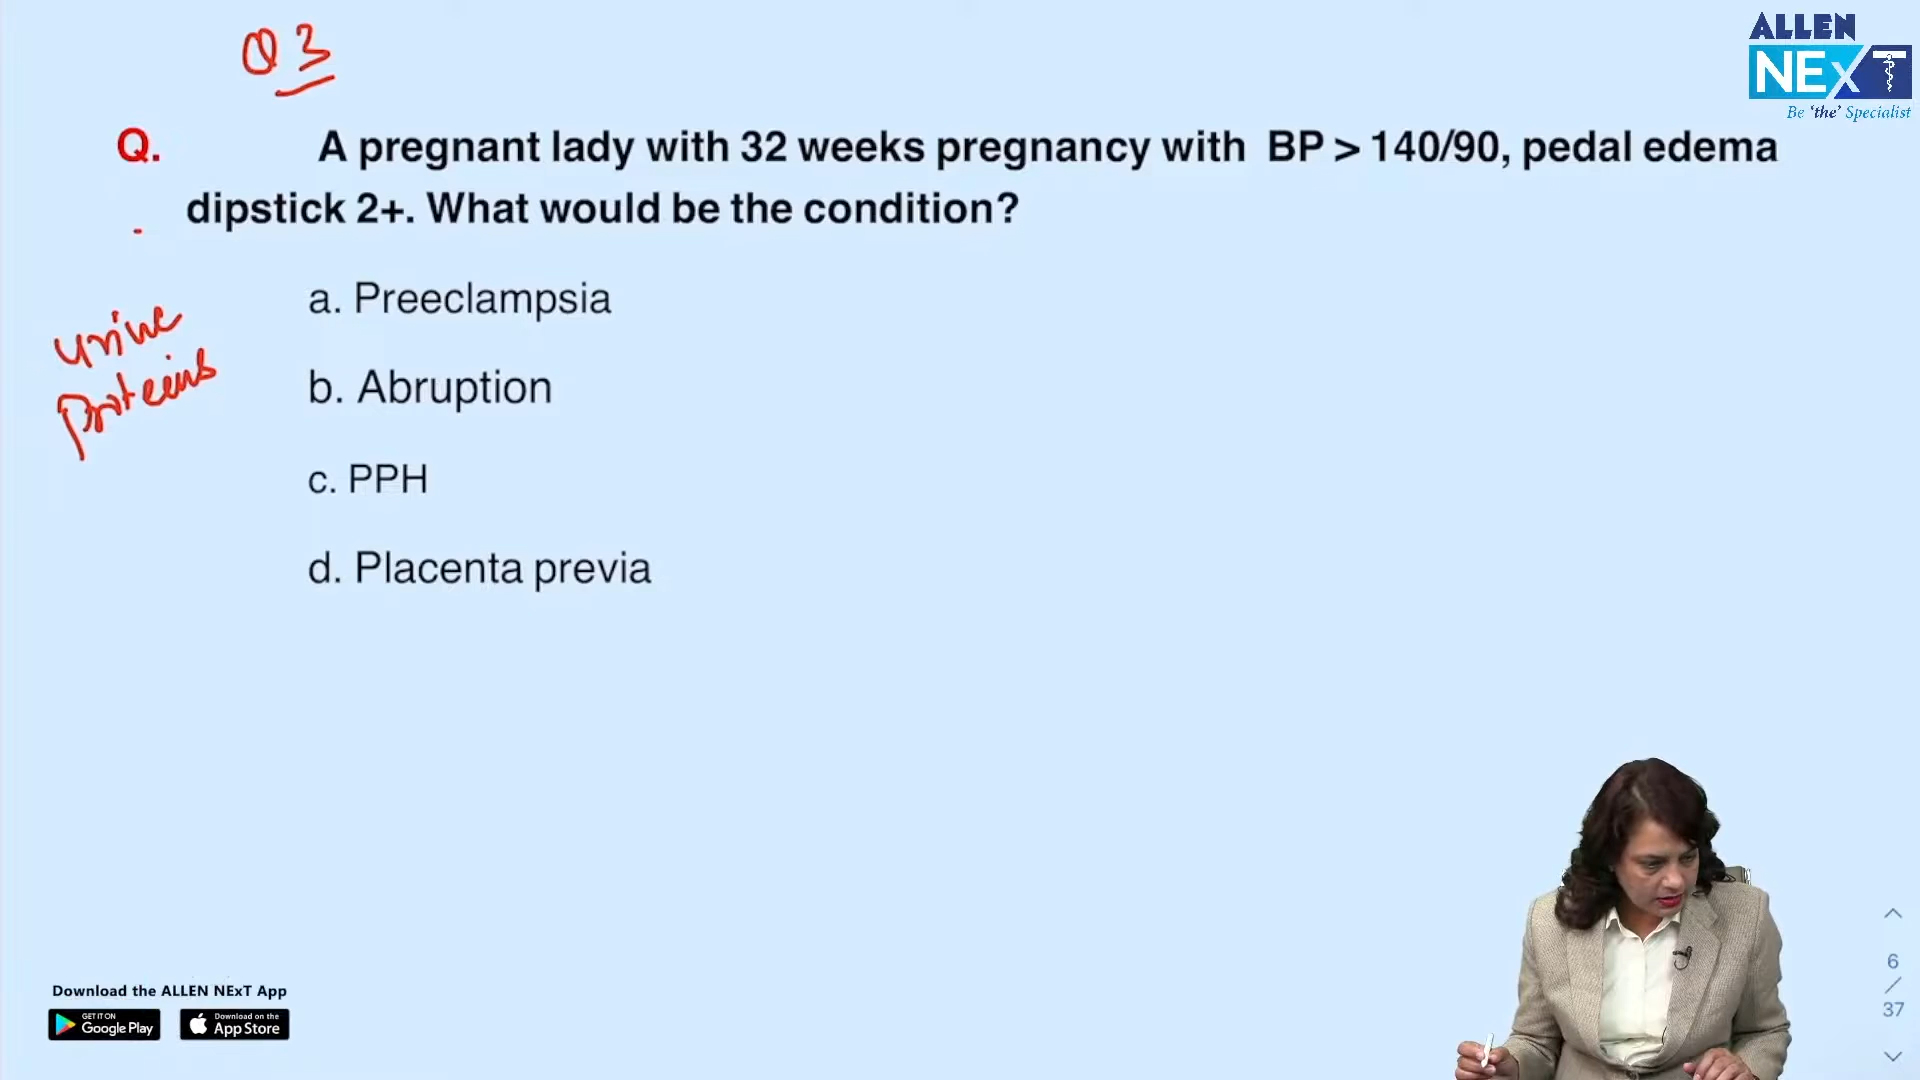 Q 3
ALLEN
NExT
Be 'the' Specialist
Q. A pregnant lady with 32 weeks pregnancy with BP > 140/90, pedal edema
dipstick 2+. What would be the condition?
a. Preeclampsia
urine
proteins
b. Abruption
c. PPH
d. Placenta previa
Download the ALLEN NExT App
GET IT ON
Google Play
Download on the
App Store
6
/
37